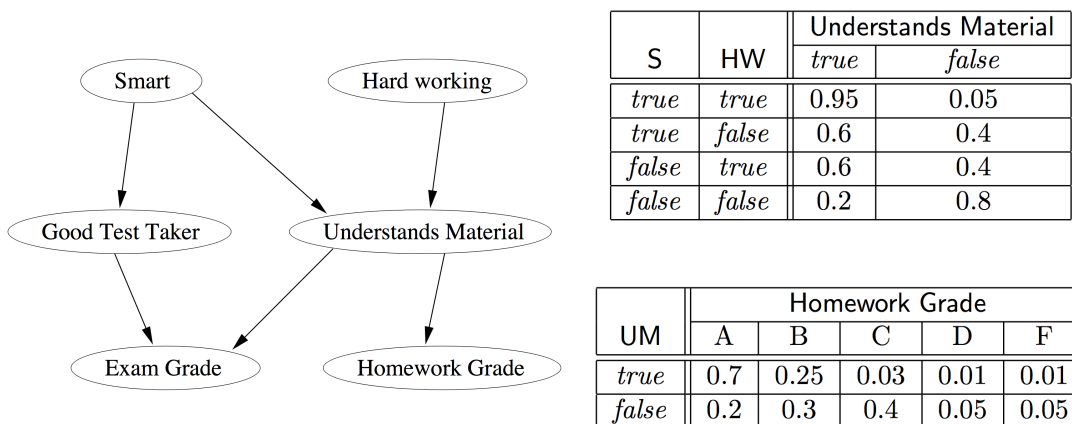 Smart
Hard working
Good Test Taker
Understands Material
Exam Grade
Homework Grade
Understands Material
S HW true false
true true 0.95 0.05
true false 0.6 0.4
false true 0.6 0.4
false false 0.2 0.8
Homework Grade
UM A B C D F
true 0.7 0.25 0.03 0.01 0.01
false 0.2 0.3 0.4 0.05 0.05